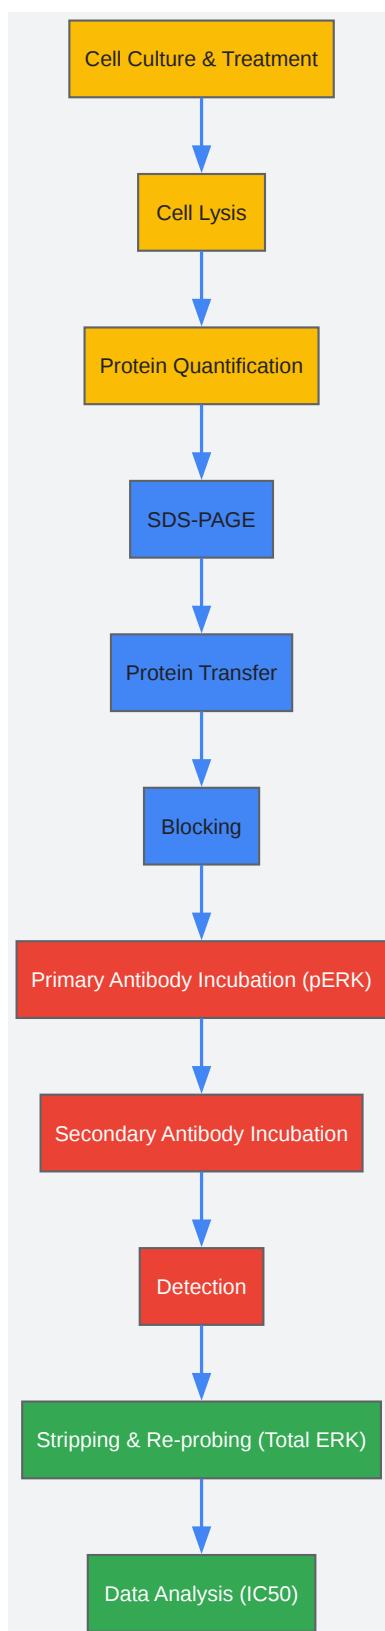 Cell Culture & Treatment
Cell Lysis
Protein Quantification
SDS-PAGE
Protein Transfer
Blocking
Primary Antibody Incubation (pERK)
Secondary Antibody Incubation
Detection
Stripping & Re-probing (Total ERK)
Data Analysis (IC50)